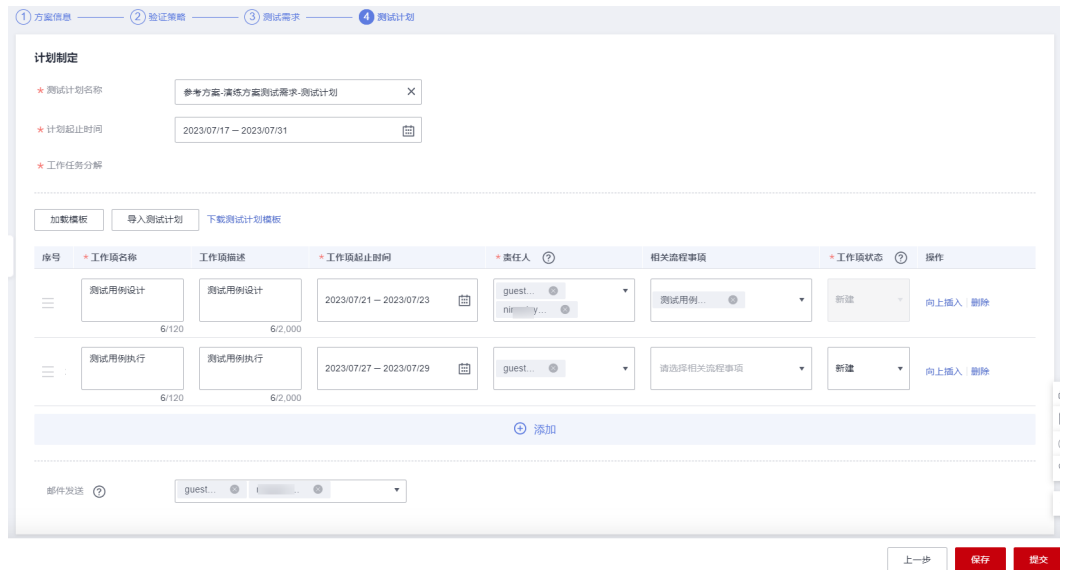 1 方案信息 2 验证策略 3 测试需求 4 测试计划
计划制定
* 测试计划名称 参考方案-演练方案测试需求-测试计划
* 计划起止时间 2023/07/17 — 2023/07/31
* 工作任务分解
加载模板 导入测试计划 下载测试计划模板
序号 * 工作项名称 工作项描述 * 工作项起止时间 * 责任人 ? 相关流程事项 * 工作项状态 ? 操作
测试用例设计 测试用例设计 2023/07/21 — 2023/07/23 guest... 测试用例... 新建 向上插入 删除
6/120 6/2,000
测试用例执行 测试用例执行 2023/07/27 — 2023/07/29 guest... 请选择相关流程事项 新建 向上插入 删除
6/120 6/2,000
添加
邮件发送 ? guest...
上一步 保存 提交